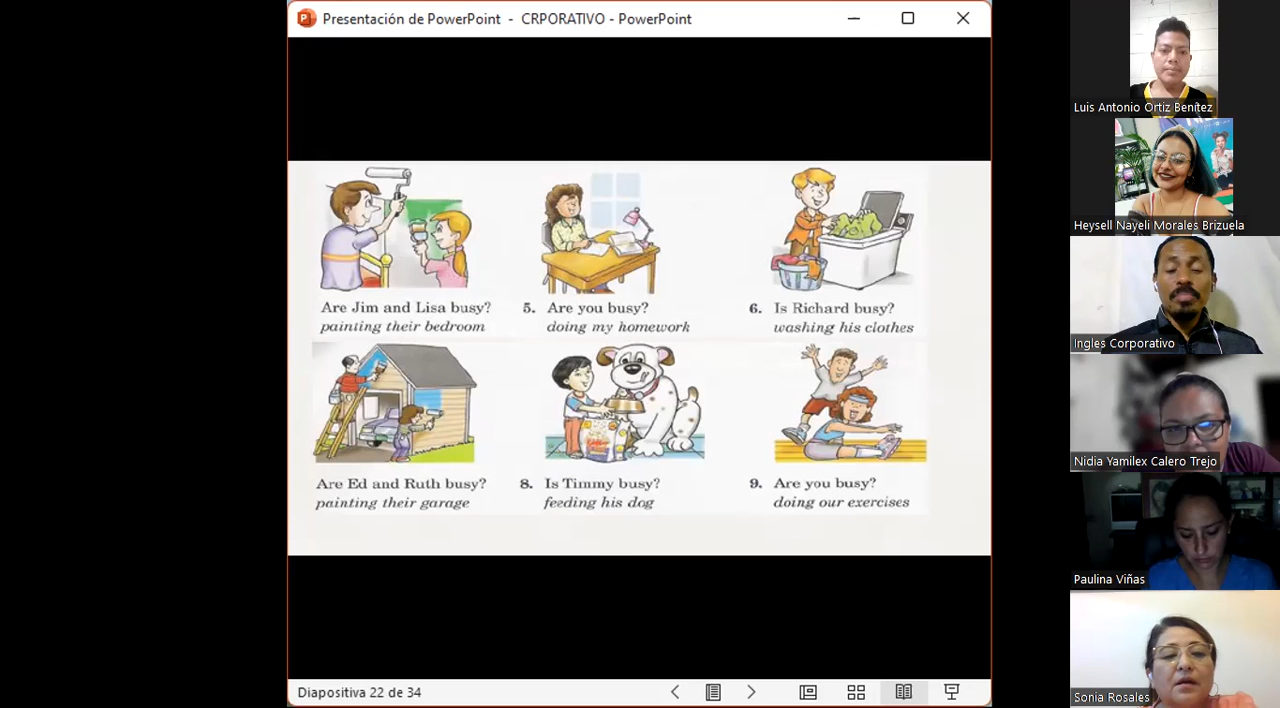 Presentación de PowerPoint - CRPORATIVO - PowerPoint
Are Jim and Lisa busy?
painting their bedroom
5. Are you busy?
doing my homework
6. Is Richard busy?
washing his clothes
Are Ed and Ruth busy?
painting their garage
8. Is Timmy busy?
feeding his dog
9. Are you busy?
doing our exercises
Diapositiva 22 de 34
Luis Antonio Ortiz Benítez
Heysell Nayeli Morales Brizuela
Ingles Corporativo
Nidia Yamilex Calero Trejo
Paulina Viñas
Sonia Rosales